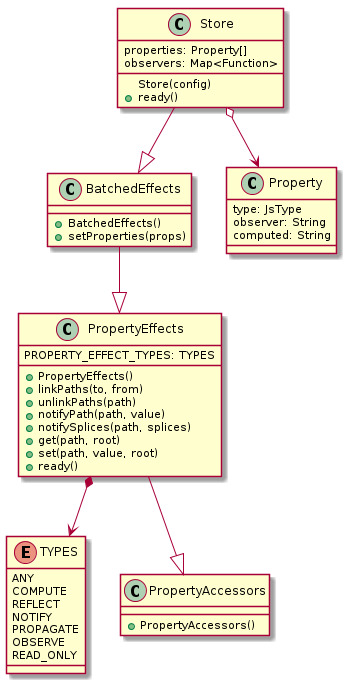 C Store
properties: Property[]
observers: Map<Function>
Store(config)
ready()
C BatchedEffects
BatchedEffects()
setProperties(props)
C Property
type: JsType
observer: String
computed: String
C PropertyEffects
PROPERTY_EFFECT_TYPES: TYPES
PropertyEffects()
linkPaths(to, from)
unlinkPaths(path)
notifyPath(path, value)
notifySplices(path, splices)
get(path, root)
set(path, value, root)
ready()
E TYPES
ANY
COMPUTE
REFLECT
NOTIFY
PROPAGATE
OBSERVE
READ_ONLY
C PropertyAccessors
PropertyAccessors()